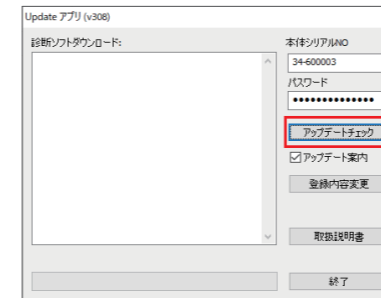 Update アプリ (v308)
診断ソフトダウンロード:
本体シリアルNO
34-600003
パスワード
●●●●●●●●●●●●●●
アップデートチェック
アップデート案内
登録内容変更
取扱説明書
終了